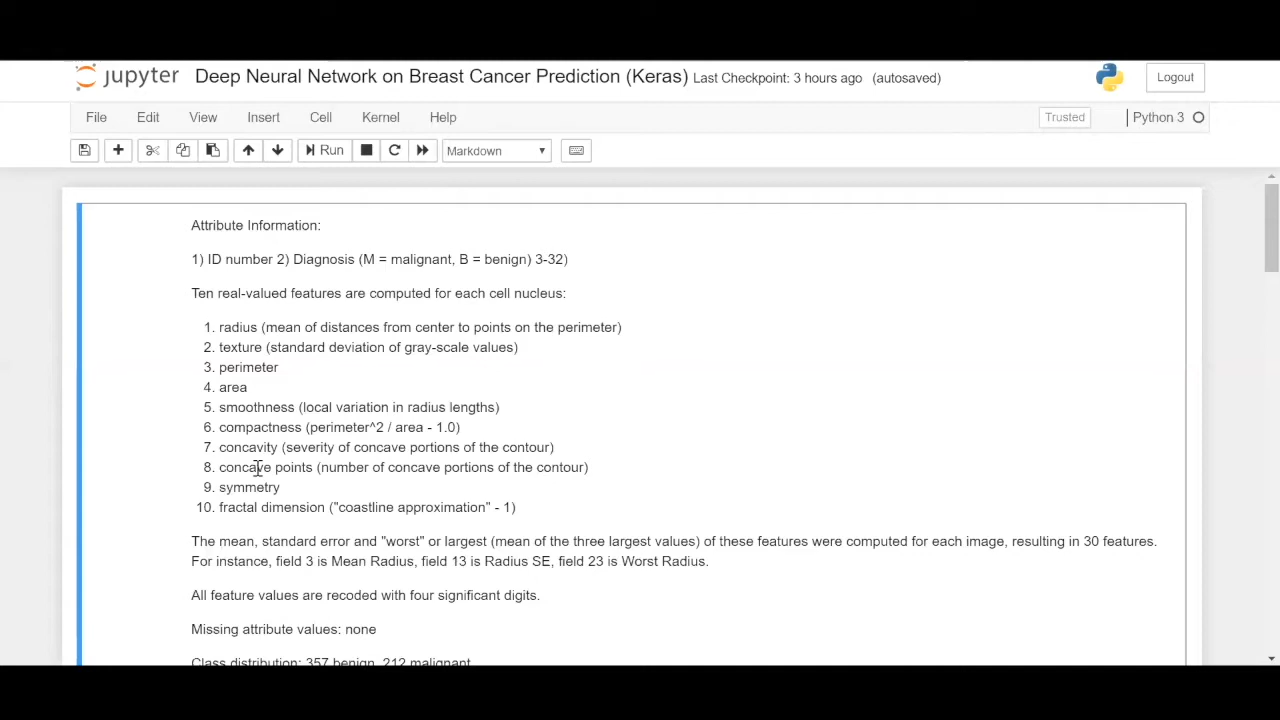 jupyter Deep Neural Network on Breast Cancer Prediction (Keras) Last Checkpoint: 3 hours ago (autosaved) Logout
File Edit View Insert Cell Kernel Help Trusted Python 3
Run Markdown
Attribute Information:
1) ID number 2) Diagnosis (M = malignant, B = benign) 3-32)
Ten real-valued features are computed for each cell nucleus:
1. radius (mean of distances from center to points on the perimeter)
2. texture (standard deviation of gray-scale values)
3. perimeter
4. area
5. smoothness (local variation in radius lengths)
6. compactness (perimeter^2 / area - 1.0)
7. concavity (severity of concave portions of the contour)
8. concave points (number of concave portions of the contour)
9. symmetry
10. fractal dimension ("coastline approximation" - 1)
The mean, standard error and "worst" or largest (mean of the three largest values) of these features were computed for each image, resulting in 30 features.
For instance, field 3 is Mean Radius, field 13 is Radius SE, field 23 is Worst Radius.
All feature values are recoded with four significant digits.
Missing attribute values: none
Class distribution: 357 benign, 212 malignant